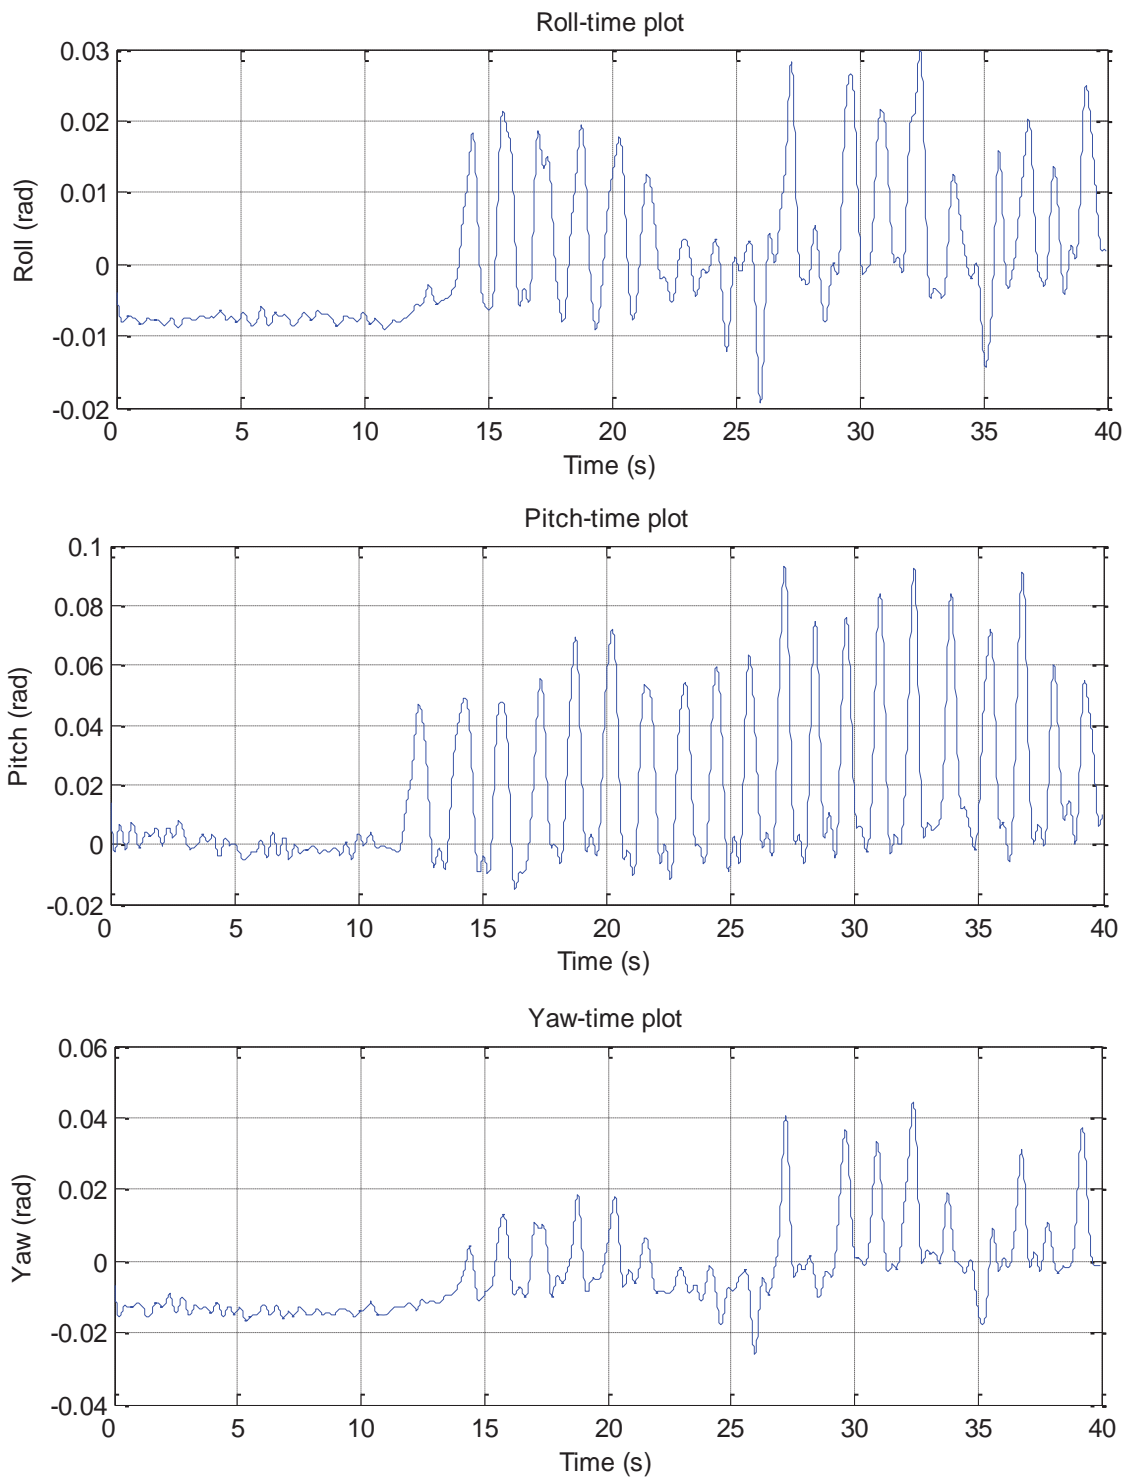 Roll-time plot
0.03
0.02
0.01
0
-0.01
-0.02
Roll (rad)
0 5 10 15 20 25 30 35 40
Time (s)
Pitch-time plot
0.1
0.08
0.06
0.04
0.02
0
-0.02
Pitch (rad)
0 5 10 15 20 25 30 35 40
Time (s)
Yaw-time plot
0.06
0.04
0.02
0
-0.02
-0.04
Yaw (rad)
0 5 10 15 20 25 30 35 40
Time (s)